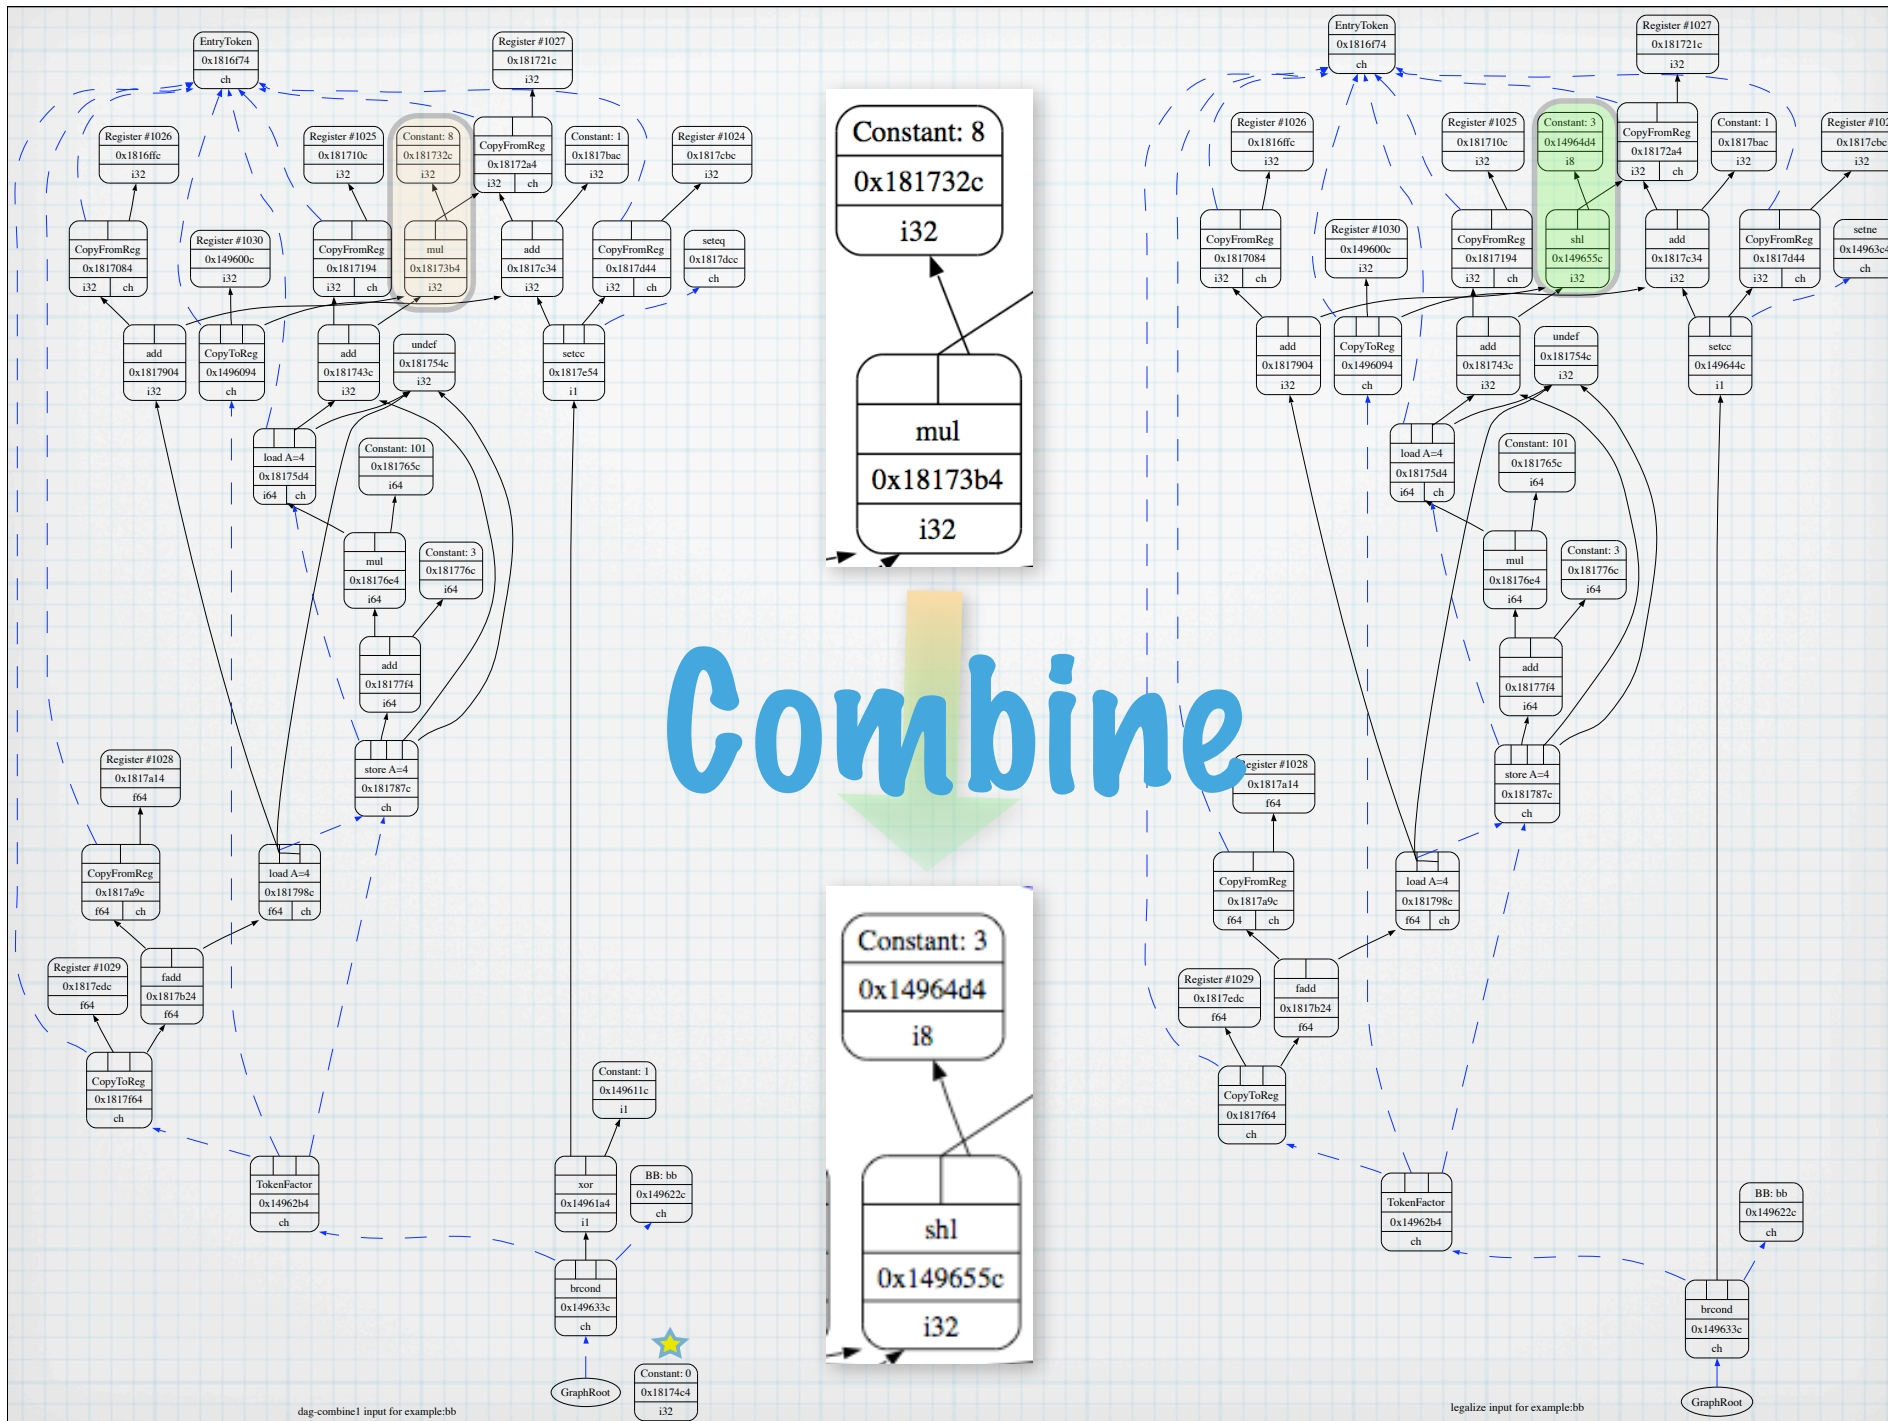 EntryToken
0x1816f74
ch
Register #1027
0x181721c
i32
Register #1026
0x1816ffc
i32
Register #1025
0x181710c
i32
Constant: 8
0x181732c
i32
CopyFromReg
0x18172a4
i32 ch
Constant: 1
0x1817bac
i32
Register #1024
0x1817cbc
i32
CopyFromReg
0x1817084
i32 ch
Register #1030
0x149600c
i32
CopyFromReg
0x1817194
i32 ch
mul
0x18173b4
i32
add
0x1817c34
i32
CopyFromReg
0x1817d44
i32 ch
seteq
0x1817dcc
ch
add
0x1817904
i32
CopyToReg
0x1496094
ch
add
0x181743c
i32
undef
0x181754c
i32
setcc
0x1817e54
i1
load A=4
0x18175d4
i64 ch
Constant: 101
0x181765c
i64
mul
0x18176e4
i64
Constant: 3
0x181776c
i64
add
0x18177f4
i64
store A=4
0x181787c
ch
Register #1028
0x1817a14
f64
CopyFromReg
0x1817a9c
f64 ch
load A=4
0x181798c
f64 ch
Register #1029
0x1817edc
f64
fadd
0x1817b24
f64
CopyToReg
0x1817f64
ch
Constant: 1
0x149611c
i1
TokenFactor
0x14962b4
ch
xor
0x14961a4
i1
BB: bb
0x149622c
ch
brcond
0x149633c
ch
GraphRoot
Constant: 0
0x18174c4
i32
dag-combine1 input for example:bb
Constant: 8
0x181732c
i32
mul
0x18173b4
i32
Combine
Constant: 3
0x14964d4
i8
shl
0x149655c
i32
EntryToken
0x1816f74
ch
Register #1027
0x181721c
i32
Register #1026
0x1816ffc
i32
Register #1025
0x181710c
i32
Constant: 3
0x14964d4
i8
CopyFromReg
0x18172a4
i32 ch
Constant: 1
0x1817bac
i32
Register #102
0x1817cbc
i32
CopyFromReg
0x1817084
i32 ch
Register #1030
0x149600c
i32
CopyFromReg
0x1817194
i32 ch
shl
0x149655c
i32
add
0x1817c34
i32
CopyFromReg
0x1817d44
i32 ch
setne
0x14963c4
ch
add
0x1817904
i32
CopyToReg
0x1496094
ch
add
0x181743c
i32
undef
0x181754c
i32
setcc
0x149644c
i1
load A=4
0x18175d4
i64 ch
Constant: 101
0x181765c
i64
mul
0x18176e4
i64
Constant: 3
0x181776c
i64
add
0x18177f4
i64
store A=4
0x181787c
ch
Register #1028
0x1817a14
f64
CopyFromReg
0x1817a9c
f64 ch
load A=4
0x181798c
f64 ch
Register #1029
0x1817edc
f64
fadd
0x1817b24
f64
CopyToReg
0x1817f64
ch
TokenFactor
0x14962b4
ch
BB: bb
0x149622c
ch
brcond
0x149633c
ch
GraphRoot
legalize input for example:bb